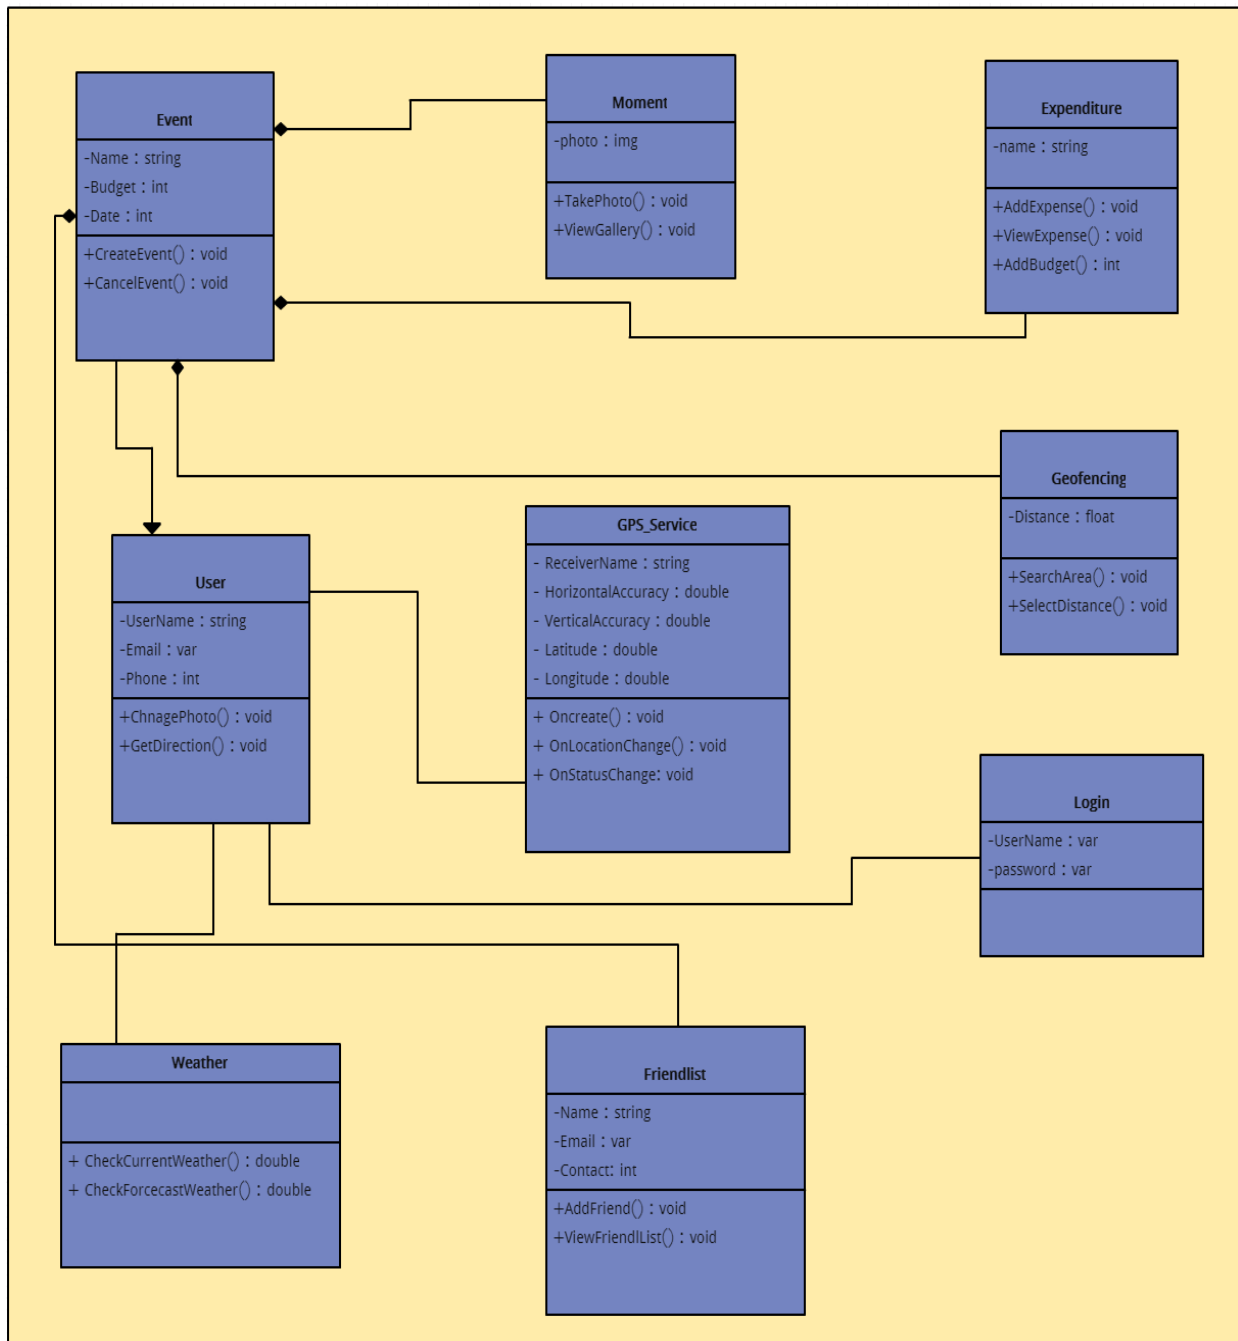 Event
-Name : string
-Budget : int
-Date : int
+CreateEvent() : void
+CancelEvent() : void
Moment
-photo : img
+TakePhoto() : void
+ViewGallery() : void
Expenditure
-name : string
+AddExpense() : void
+ViewExpense() : void
+AddBudget() : int
Geofencing
-Distance : float
+SearchArea() : void
+SelectDistance() : void
User
-UserName : string
-Email : var
-Phone : int
+ChnagePhoto() : void
+GetDirection() : void
GPS_Service
- ReceiverName : string
- HorizontalAccuracy : double
- VerticalAccuracy : double
- Latitude : double
- Longitude : double
+ Oncreate() : void
+ OnLocationChange() : void
+ OnStatusChange: void
Login
-UserName : var
-password : var
Weather
+ CheckCurrentWeather() : double
+ CheckForcecastWeather() : double
Friendlist
-Name : string
-Email : var
-Contact: int
+AddFriend() : void
+ViewFriendlList() : void